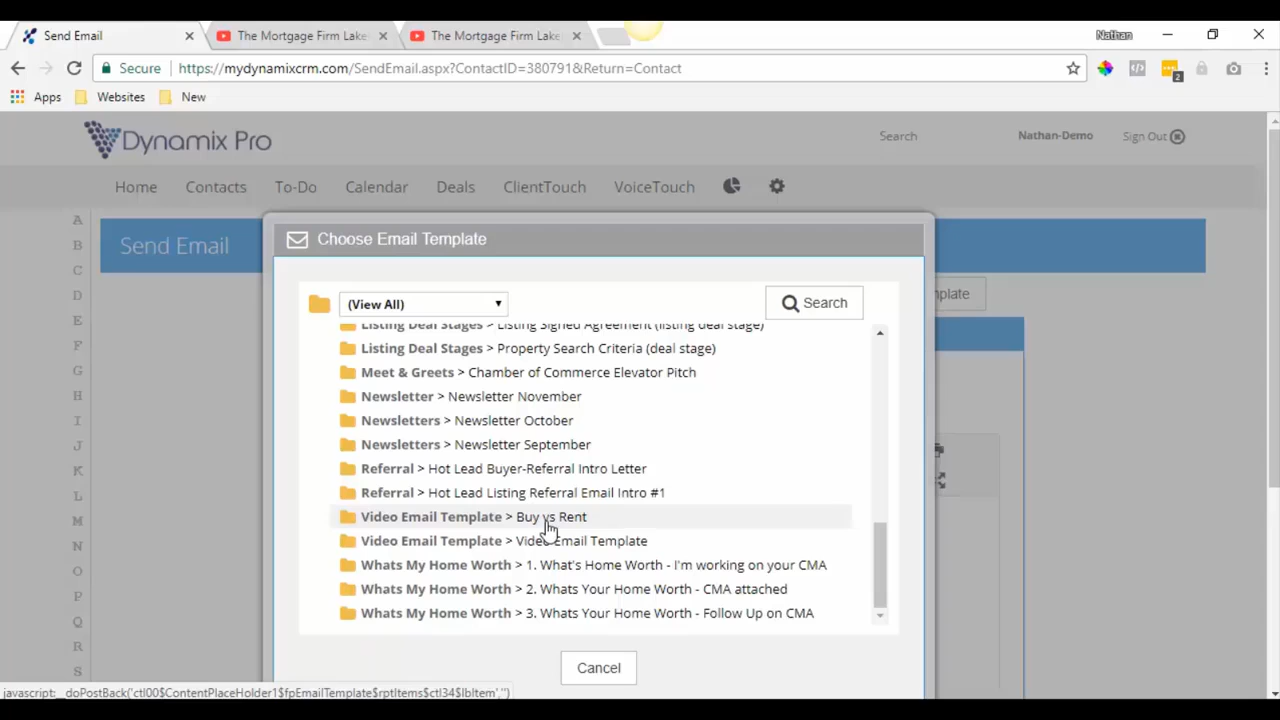 Send Email
The Mortgage Firm Lake
The Mortgage Firm Lake
Nathan
Secure https://mydynamixcrm.com/SendEmail.aspx?ContactID=380791&Return=Contact
2
Apps Websites New
Dynamix Pro
Search Nathan-Demo Sign Out
Home Contacts To-Do Calendar Deals ClientTouch VoiceTouch
A
B
C
D
E
F
G
H
I
J
K
L
M
N
O
P
Q
R
S
Send Email
plate
Choose Email Template
(View All) Search
Listing Deal Stages > Listing Signed Agreement (listing deal stage)
Listing Deal Stages > Property Search Criteria (deal stage)
Meet & Greets > Chamber of Commerce Elevator Pitch
Newsletter > Newsletter November
Newsletters > Newsletter October
Newsletters > Newsletter September
Referral > Hot Lead Buyer-Referral Intro Letter
Referral > Hot Lead Listing Referral Email Intro #1
Video Email Template > Buy vs Rent
Video Email Template > Video Email Template
Whats My Home Worth > 1. What's Home Worth - I'm working on your CMA
Whats My Home Worth > 2. Whats Your Home Worth - CMA attached
Whats My Home Worth > 3. Whats Your Home Worth - Follow Up on CMA
Cancel
javascript:__doPostBack('ctl00$ContentPlaceHolder1$fpEmailTemplate$rptItems$ctl34$lbItem','')